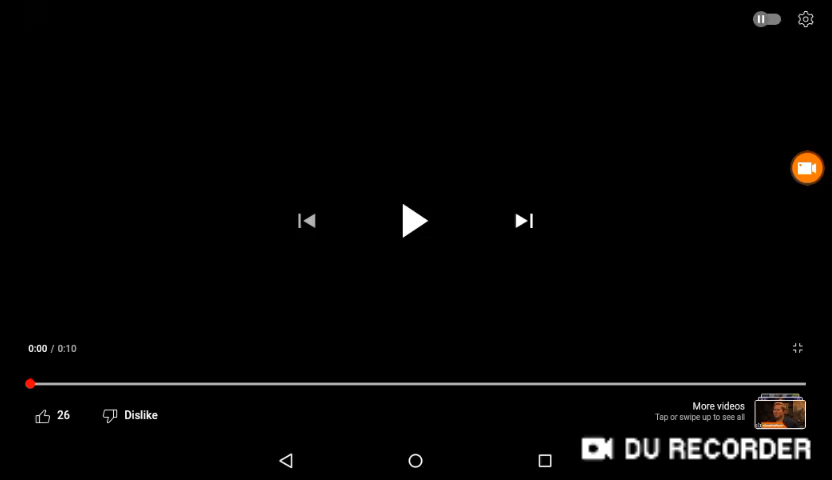 0:00 / 0:10
26
Dislike
More videos
Tap or swipe up to see all
DU RECORDER